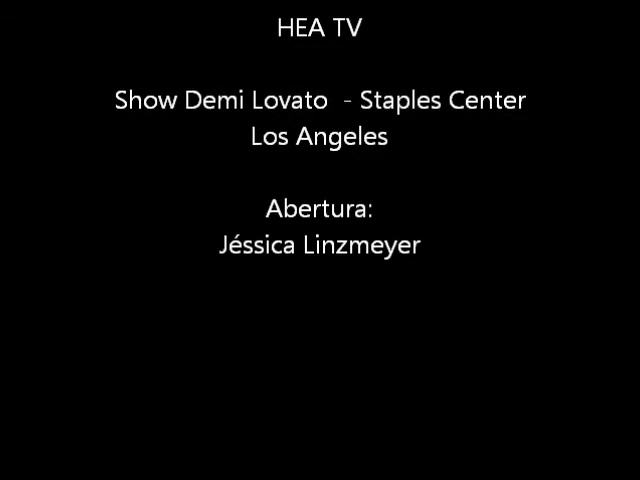 HEA TV
Show Demi Lovato  - Staples Center
Los Angeles
Abertura:
Jéssica Linzmeyer